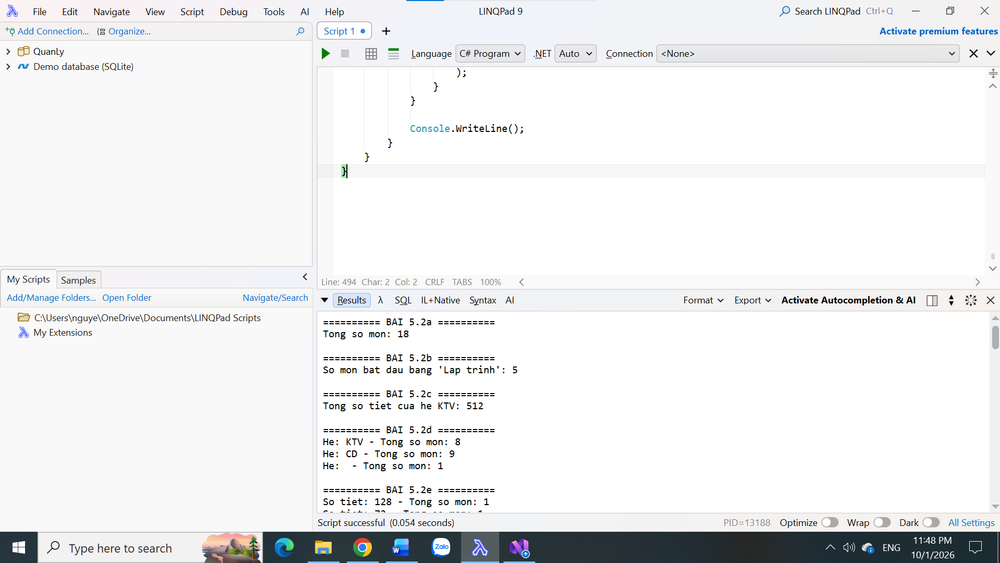 File Edit Navigate View Script Debug Tools AI Help LINQPad 9 Search LINQPad Ctrl+Q
Add Connection... Organize... Script 1 Activate premium features
QuanLy
Demo database (SQLite)
Language C# Program .NET Auto Connection <None>
);
}
}
Console.WriteLine();
}
}
}
Line: 494 Char: 2 Col: 2 CRLF TABS 100%
My Scripts Samples
Add/Manage Folders... Open Folder Navigate/Search
C:\Users\nguye\OneDrive\Documents\LINQPad Scripts
My Extensions
Results λ SQL IL+Native Syntax AI Format Export Activate Autocompletion & AI
========== BAI 5.2a ==========
Tong so mon: 18
========== BAI 5.2b ==========
So mon bat dau bang 'Lap trinh': 5
========== BAI 5.2c ==========
Tong so tiet cua he KTV: 512
========== BAI 5.2d ==========
He: KTV - Tong so mon: 8
He: CD - Tong so mon: 9
He:  - Tong so mon: 1
========== BAI 5.2e ==========
So tiet: 128 - Tong so mon: 1
Script successful (0.054 seconds) PID=13188 Optimize Wrap Dark All Settings
Type here to search Zalo ENG 11:48 PM
10/1/2026